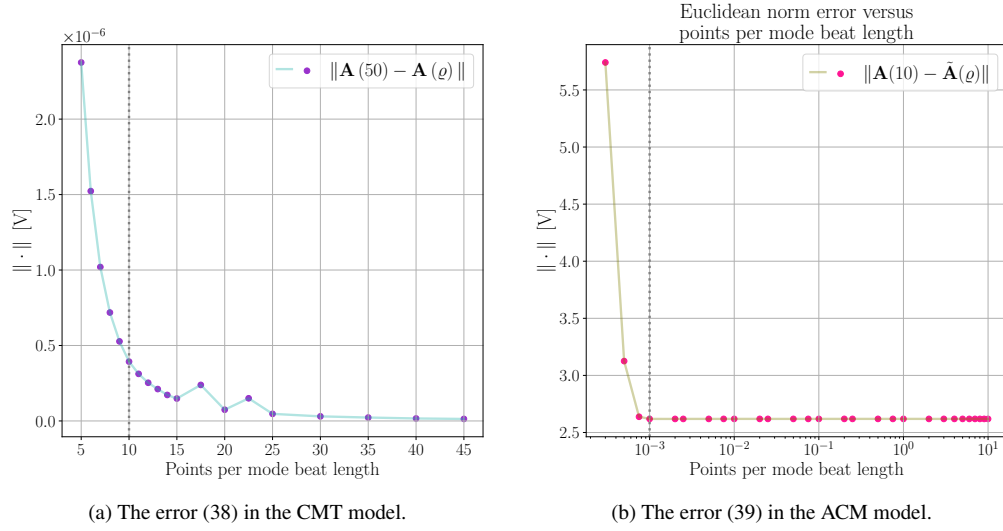 ×10−6
2.0
1.5
1.0
0.5
0.0
‖ · ‖ [V]
‖A (50) − A (ϱ) ‖
5 10 15 20 25 30 35 40 45
Points per mode beat length
(a) The error (38) in the CMT model.
Euclidean norm error versus
points per mode beat length
5.5
5.0
4.5
4.0
3.5
3.0
2.5
‖ · ‖ [V]
‖A(10) − Ã(ϱ)‖
10−3 10−2 10−1 100 101
Points per mode beat length
(b) The error (39) in the ACM model.